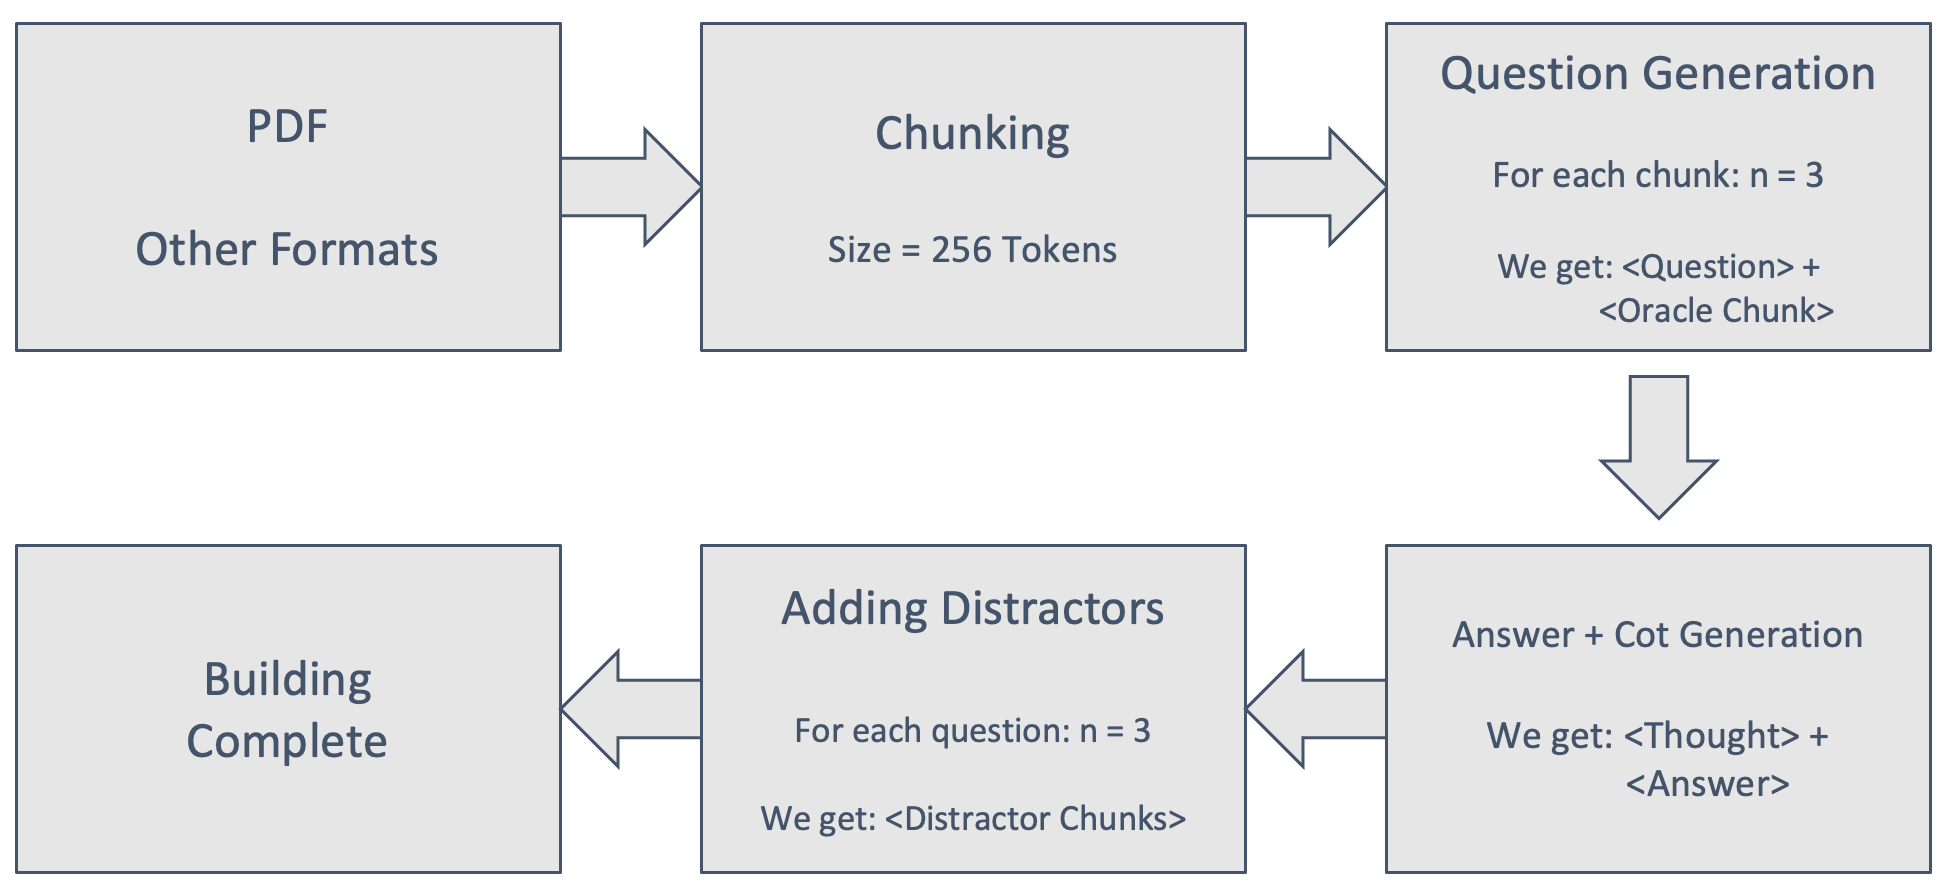 PDF
Other Formats
Chunking
Size = 256 Tokens
Question Generation
For each chunk: n = 3
We get: <Question> +
<Oracle Chunk>
Answer + Cot Generation
We get: <Thought> +
<Answer>
Adding Distractors
For each question: n = 3
We get: <Distractor Chunks>
Building
Complete